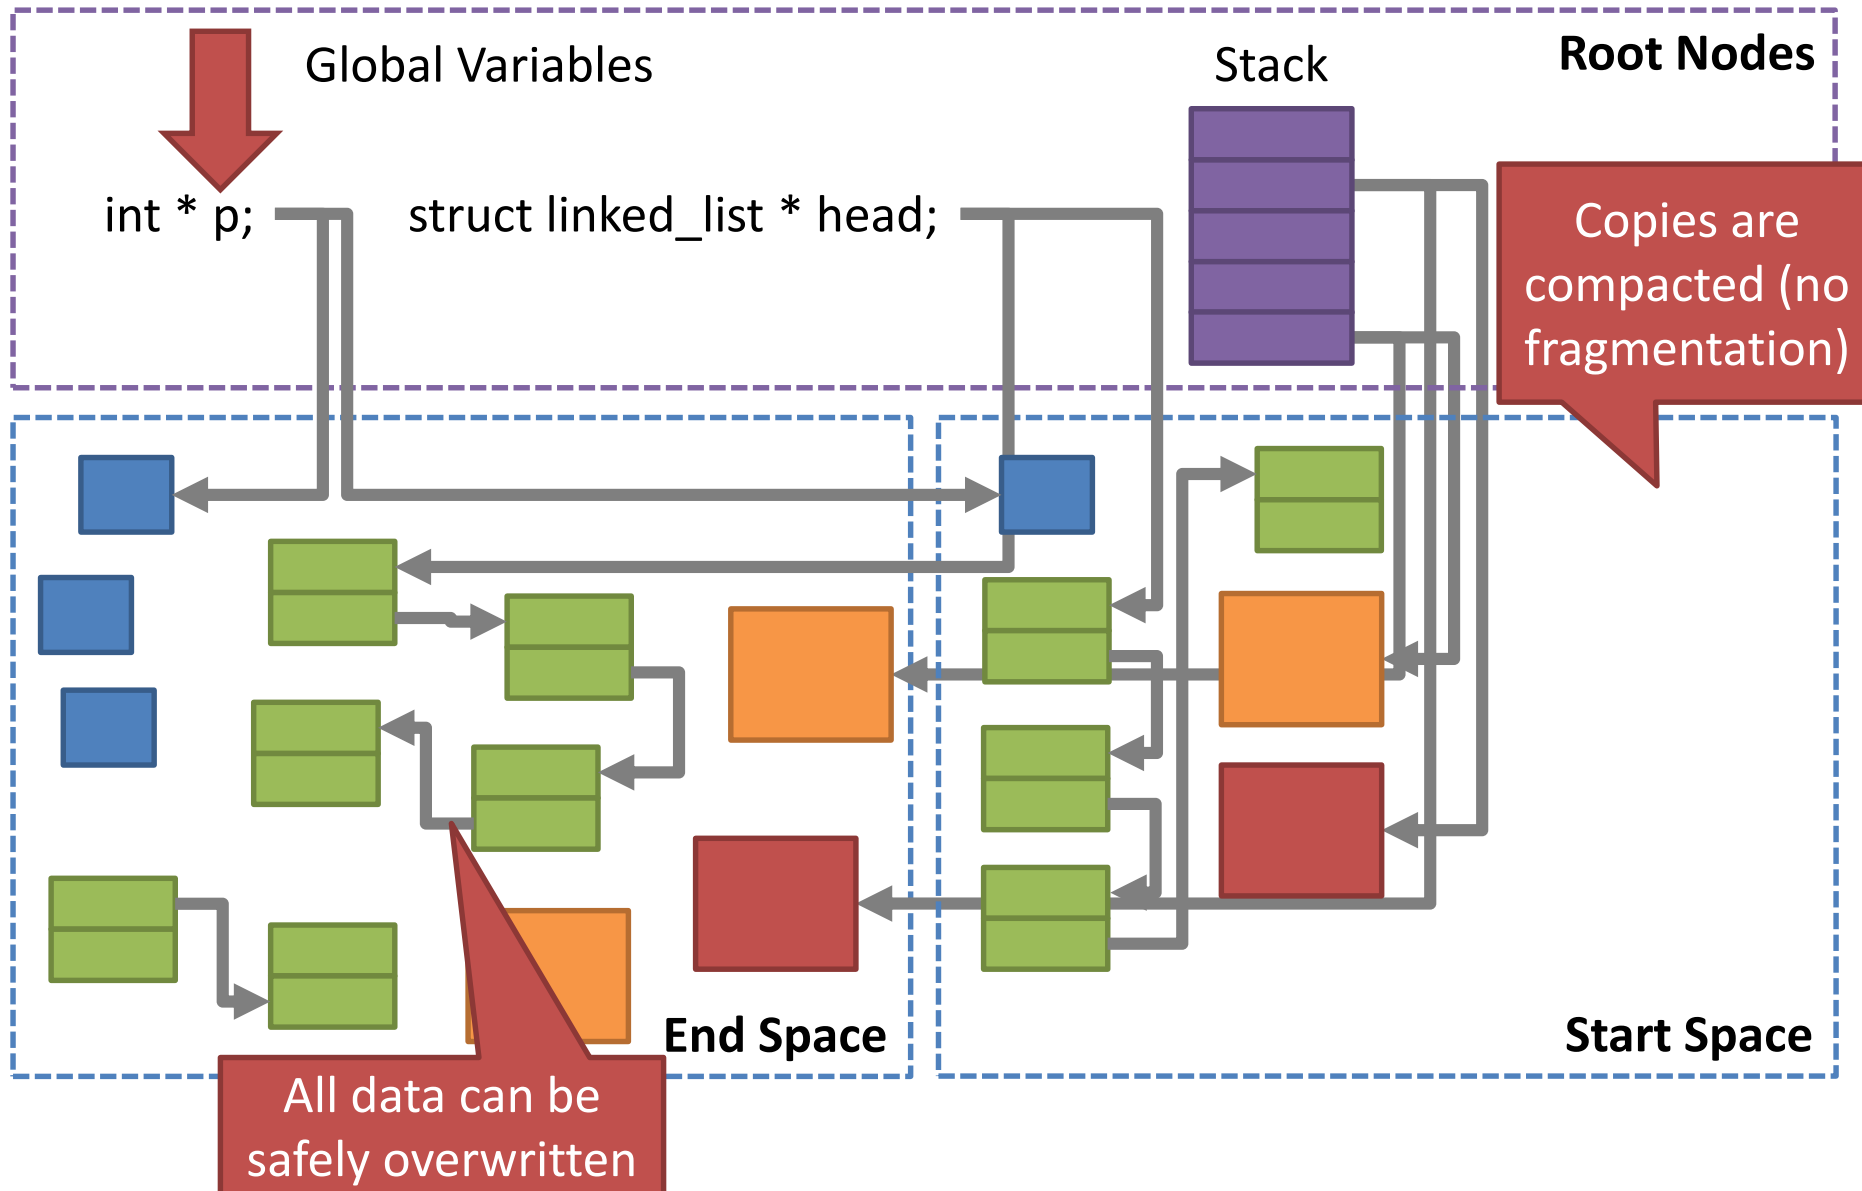 Global Variables
Stack
Root Nodes
int * p;
struct linked_list * head;
Copies are
compacted (no
fragmentation)
End Space
Start Space
All data can be
safely overwritten